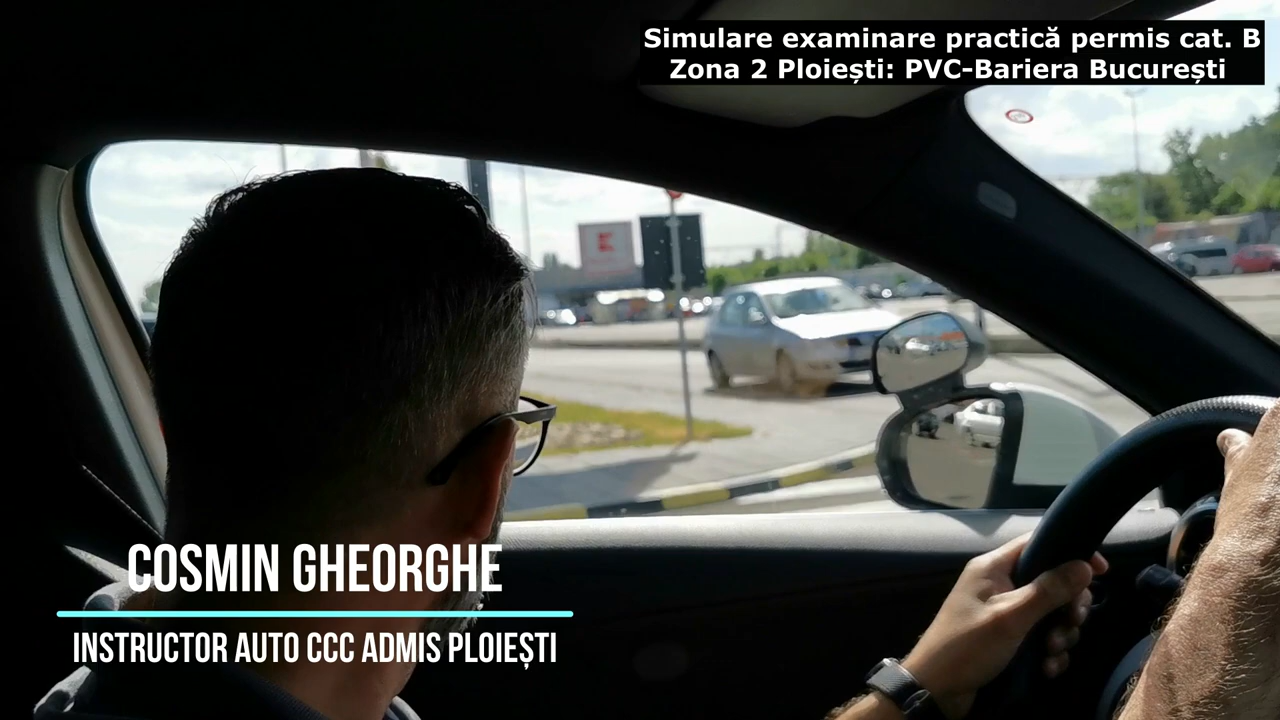 Simulare examinare practică permis cat. B
Zona 2 Ploiești: PVC-Bariera București
K
COSMIN GHEORGHE
INSTRUCTOR AUTO CCC ADMIS PLOIEȘTI